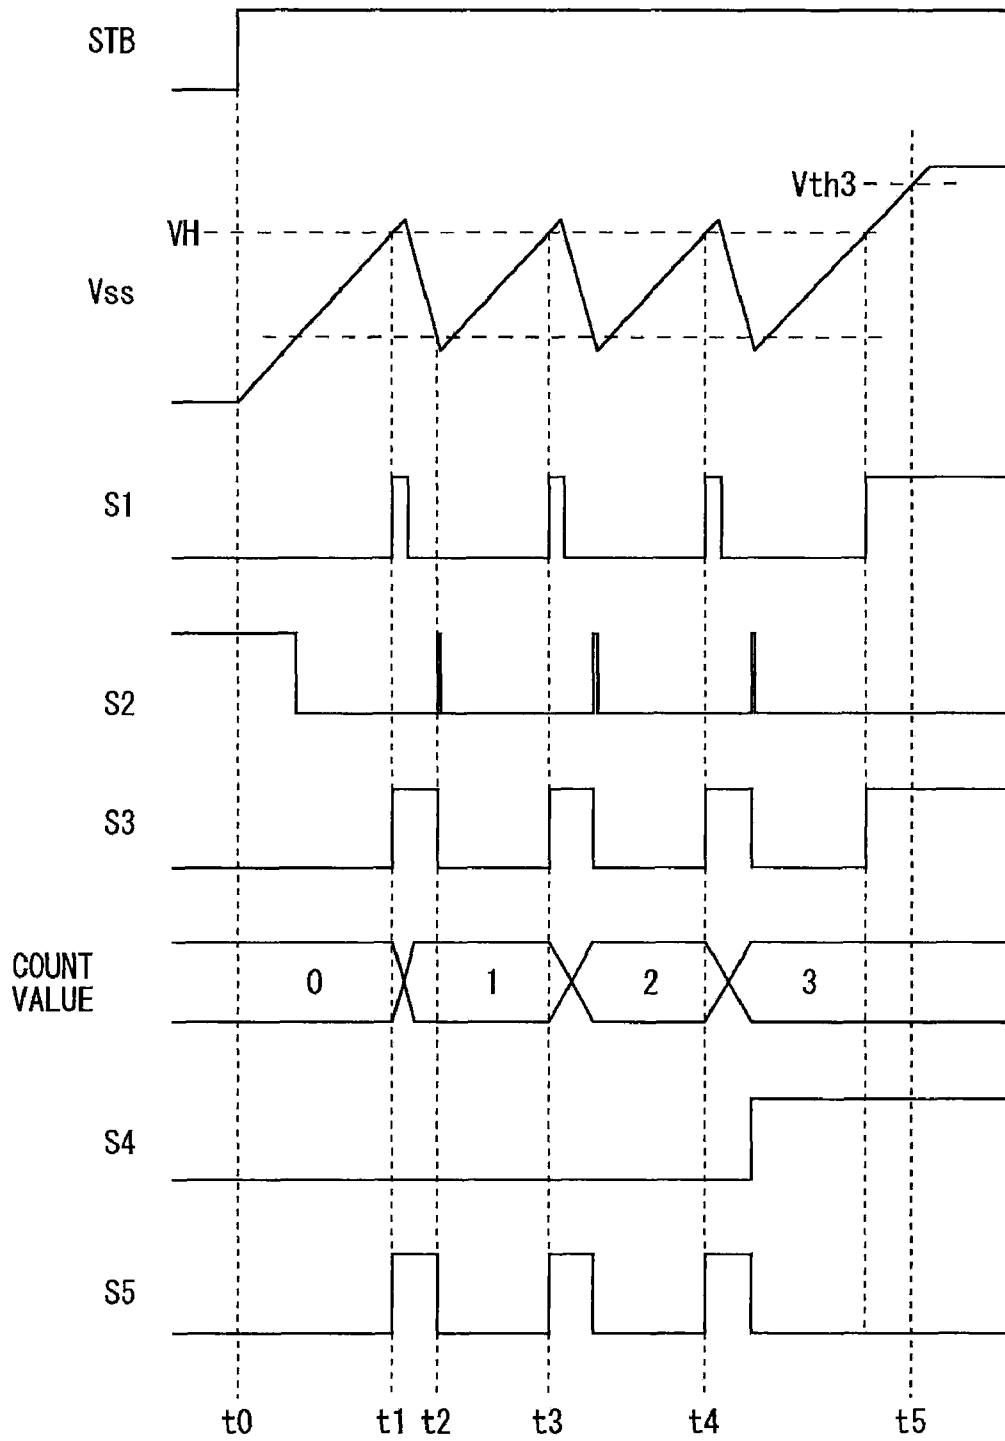 STB
Vth3
VH
Vss
S1
S2
S3
COUNT
VALUE
0 1 2 3
S4
S5
t0 t1 t2 t3 t4 t5